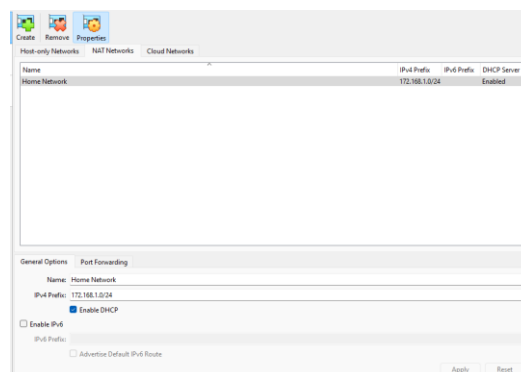 Create Remove Properties
Host-only Networks NAT Networks Cloud Networks
Name IPv4 Prefix IPv6 Prefix DHCP Server
Home Network 172.168.1.0/24 Enabled
General Options Port Forwarding
Name: Home Network
IPv4 Prefix: 172.168.1.0/24
Enable DHCP
Enable IPv6
IPv6 Prefix:
Advertise Default IPv6 Route
Apply Reset